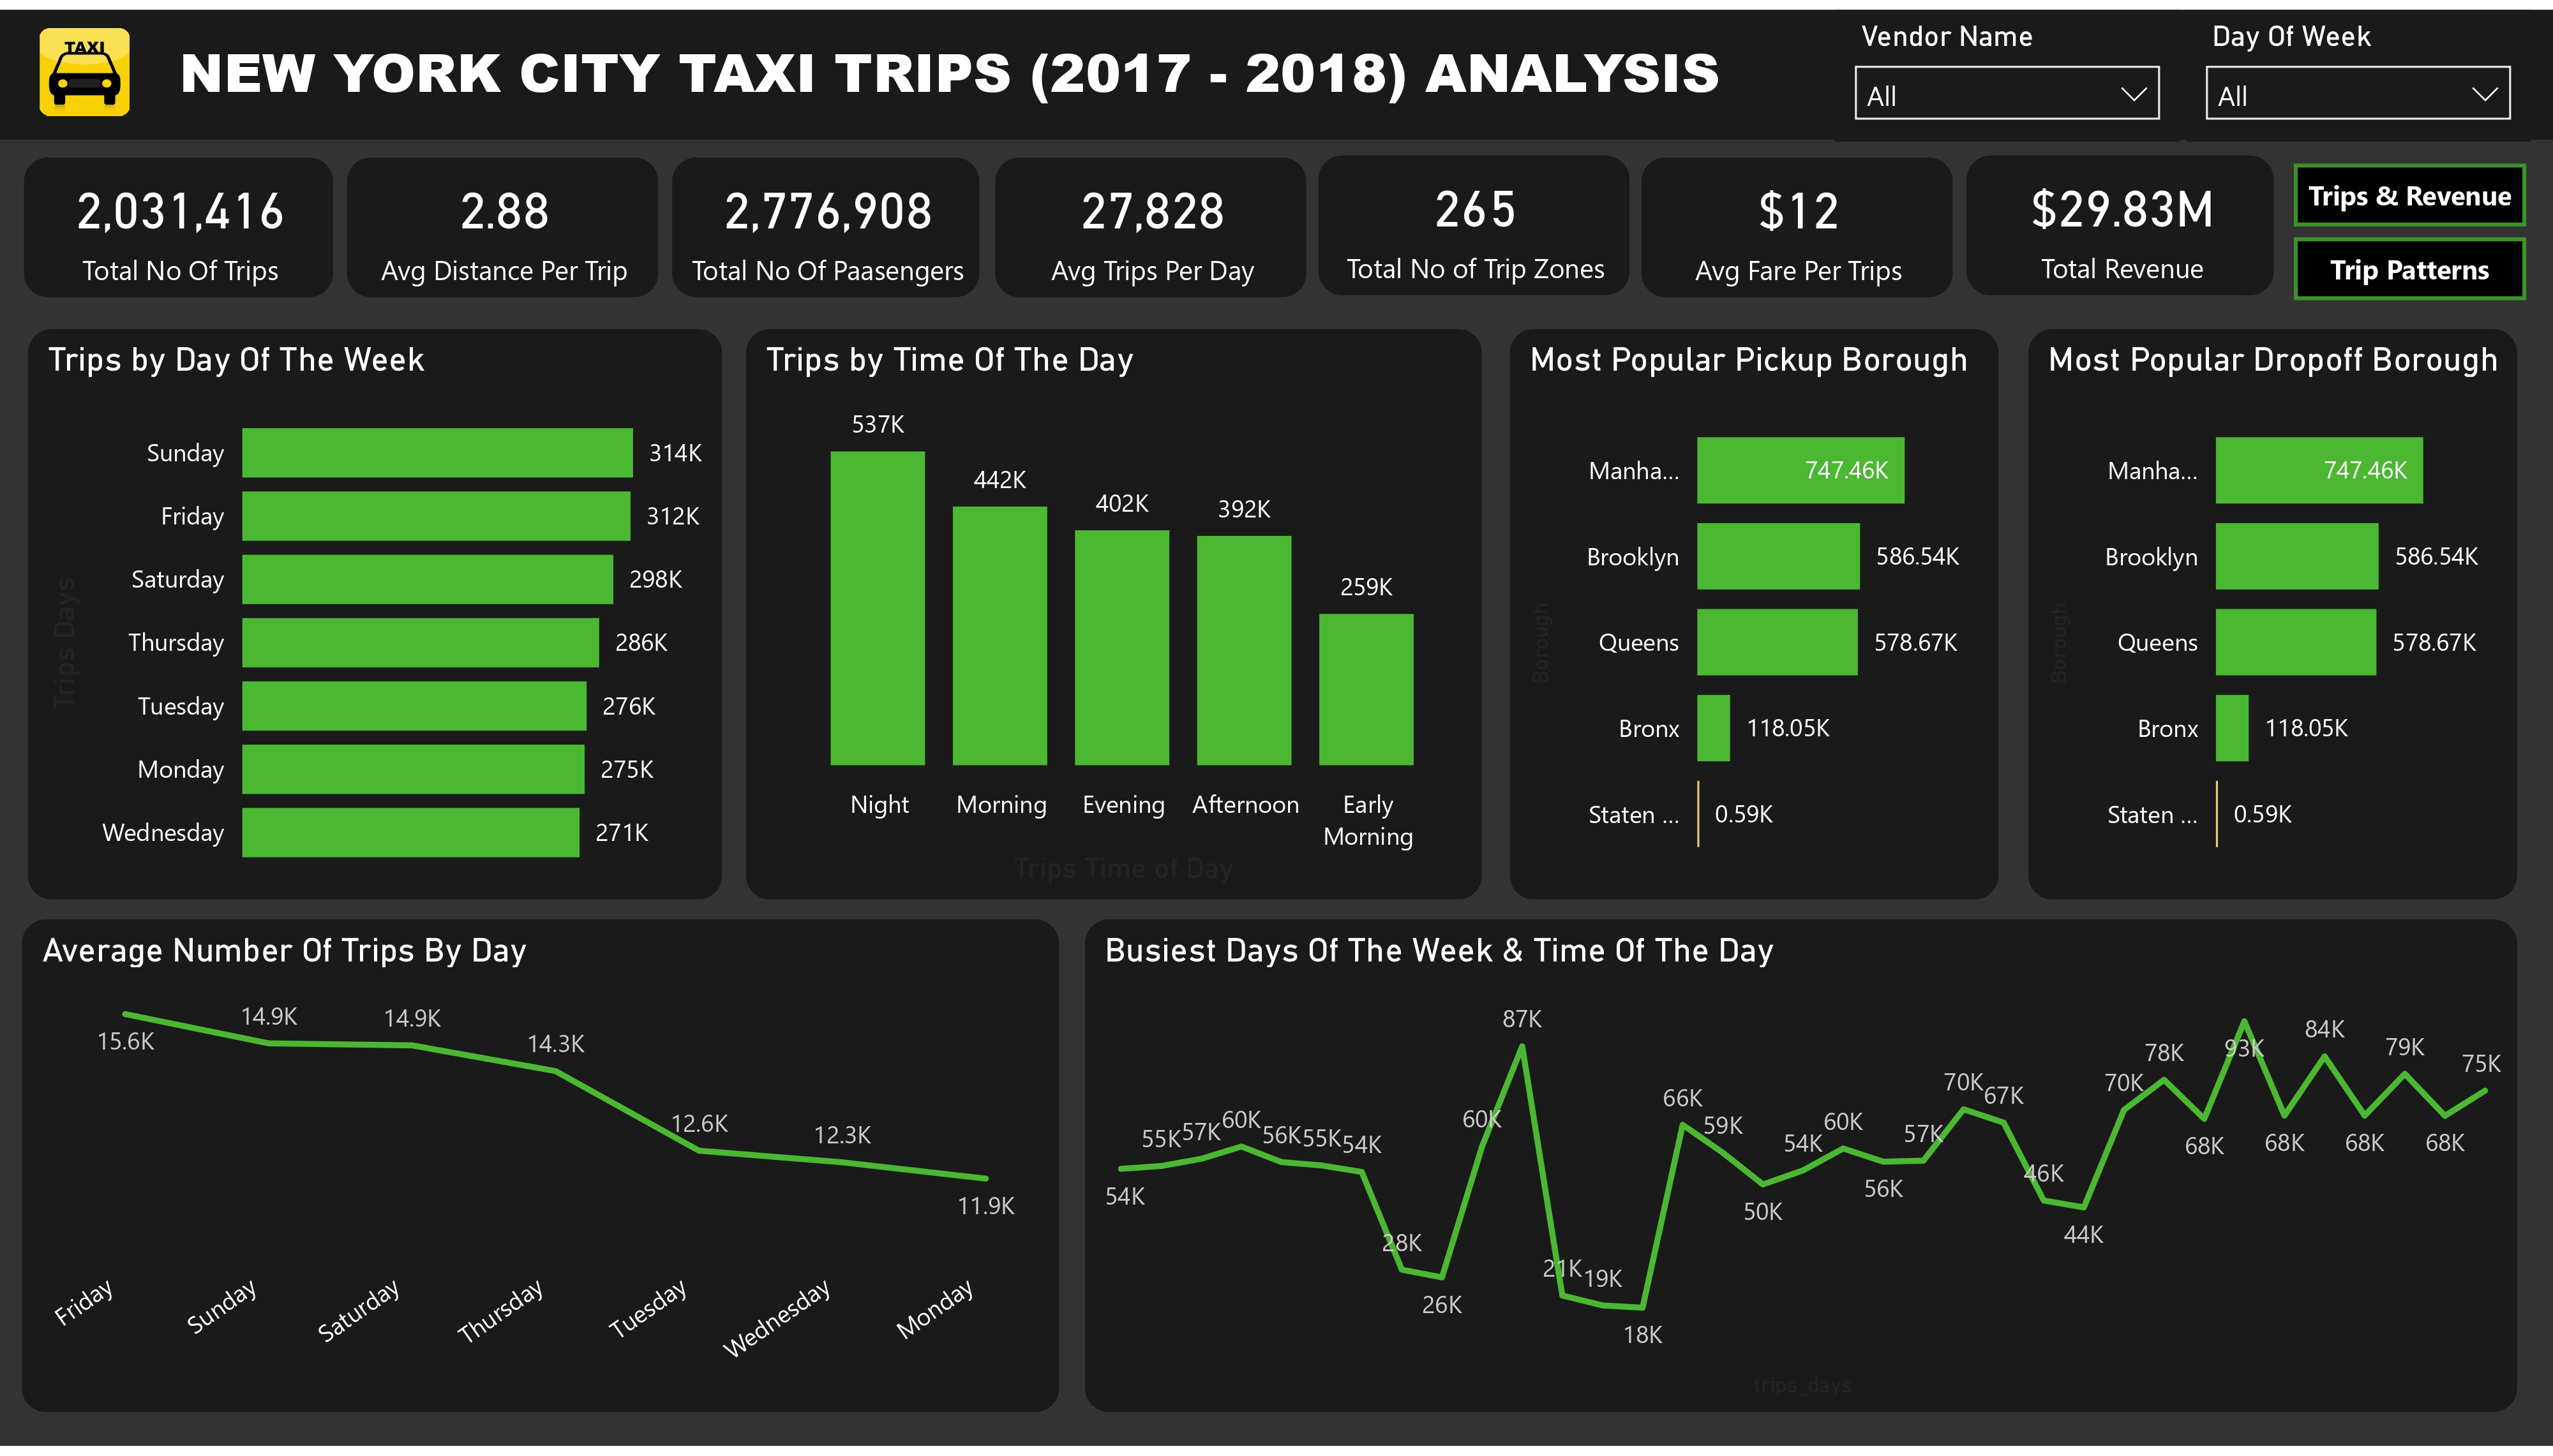 TAXI
NEW YORK CITY TAXI TRIPS (2017 - 2018) ANALYSIS
Vendor Name
All
Day Of Week
All
2,031,416
Total No Of Trips
2.88
Avg Distance Per Trip
2,776,908
Total No Of Paasengers
27,828
Avg Trips Per Day
265
Total No of Trip Zones
$12
Avg Fare Per Trips
$29.83M
Total Revenue
Trips & Revenue
Trip Patterns
Trips by Day Of The Week
Trips Days
Sunday 314K
Friday 312K
Saturday 298K
Thursday 286K
Tuesday 276K
Monday 275K
Wednesday 271K
Trips by Time Of The Day
537K
442K
402K
392K
259K
Night
Morning
Evening
Afternoon
Early
Morning
Trips Time of Day
Most Popular Pickup Borough
Borough
Manha... 747.46K
Brooklyn 586.54K
Queens 578.67K
Bronx 118.05K
Staten ... 0.59K
Most Popular Dropoff Borough
Borough
Manha... 747.46K
Brooklyn 586.54K
Queens 578.67K
Bronx 118.05K
Staten ... 0.59K
Average Number Of Trips By Day
15.6K
14.9K
14.9K
14.3K
12.6K
12.3K
11.9K
Friday
Sunday
Saturday
Thursday
Tuesday
Wednesday
Monday
Busiest Days Of The Week & Time Of The Day
54K
55K
57K
60K
56K
55K
54K
28K
26K
60K
87K
21K
19K
18K
66K
59K
50K
54K
60K
56K
57K
70K
67K
46K
44K
70K
78K
68K
93K
68K
84K
68K
79K
68K
75K
trips_days